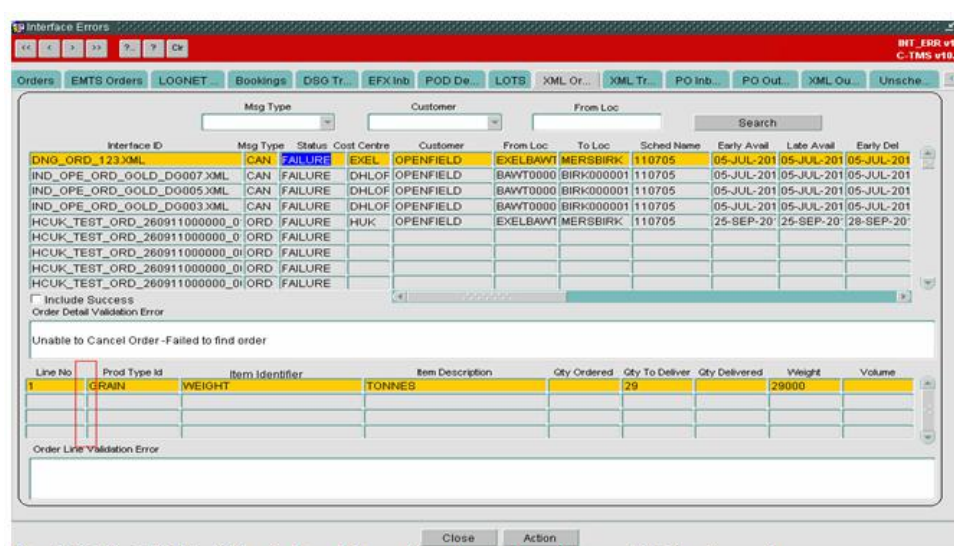 Interface Errors
<< < > >> ?.. ? Clr
INT_ERR v1
C-TMS v10.
Orders EMTS Orders LOGNET... Bookings DSG Tr... EFX Inb POD De... LOTS XML Or... XML Tr... PO Inb... PO Out... XML Ou... Unsche...
Msg Type Customer From Loc
Search
Interface ID Msg Type Status Cost Centre Customer From Loc To Loc Sched Name Early Avail Late Avail Early Del
DNG_ORD_123.XML CAN FAILURE EXEL OPENFIELD EXELBAWT MERSBIRK 110705 05-JUL-201 05-JUL-201 05-JUL-201
IND_OPE_ORD_GOLD_DG007.XML CAN FAILURE DHLOF OPENFIELD BAWT0000 BIRK000001 110705 05-JUL-201 05-JUL-201 05-JUL-201
IND_OPE_ORD_GOLD_DG005.XML CAN FAILURE DHLOF OPENFIELD BAWT0000 BIRK000001 110705 05-JUL-201 05-JUL-201 05-JUL-201
IND_OPE_ORD_GOLD_DG003.XML CAN FAILURE DHLOF OPENFIELD BAWT0000 BIRK000001 110705 05-JUL-201 05-JUL-201 05-JUL-201
HCUK_TEST_ORD_260911000000_0 ORD FAILURE HUK OPENFIELD EXELBAWT MERSBIRK 110705 25-SEP-20 25-SEP-20 28-SEP-20
HCUK_TEST_ORD_260911000000_0 ORD FAILURE
HCUK_TEST_ORD_260911000000_0 ORD FAILURE
HCUK_TEST_ORD_260911000000_0 ORD FAILURE
HCUK_TEST_ORD_260911000000_0 ORD FAILURE
Include Success
Order Detail Validation Error
Unable to Cancel Order-Failed to find order
Line No Prod Type Id Item Identifier Item Description Qty Ordered Qty To Deliver Qty Delivered Weight Volume
1 GRAIN WEIGHT TONNES 29 29000
Order Line Validation Error
Close Action